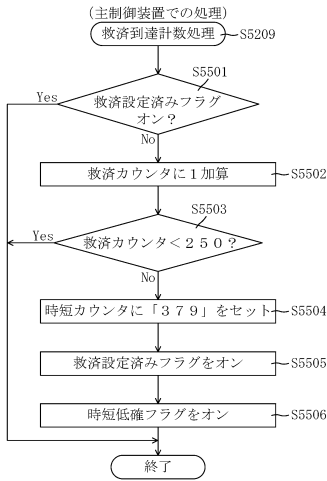 (主制御装置での処理)
救済到達計数処理
S5209
S5501
Yes
救済設定済みフラグ
オン？
No
救済カウンタに１加算
S5502
S5503
Yes
救済カウンタ＜２５０？
No
時短カウンタに「３７９」をセット
S5504
救済設定済みフラグをオン
S5505
時短低確フラグをオン
S5506
終了